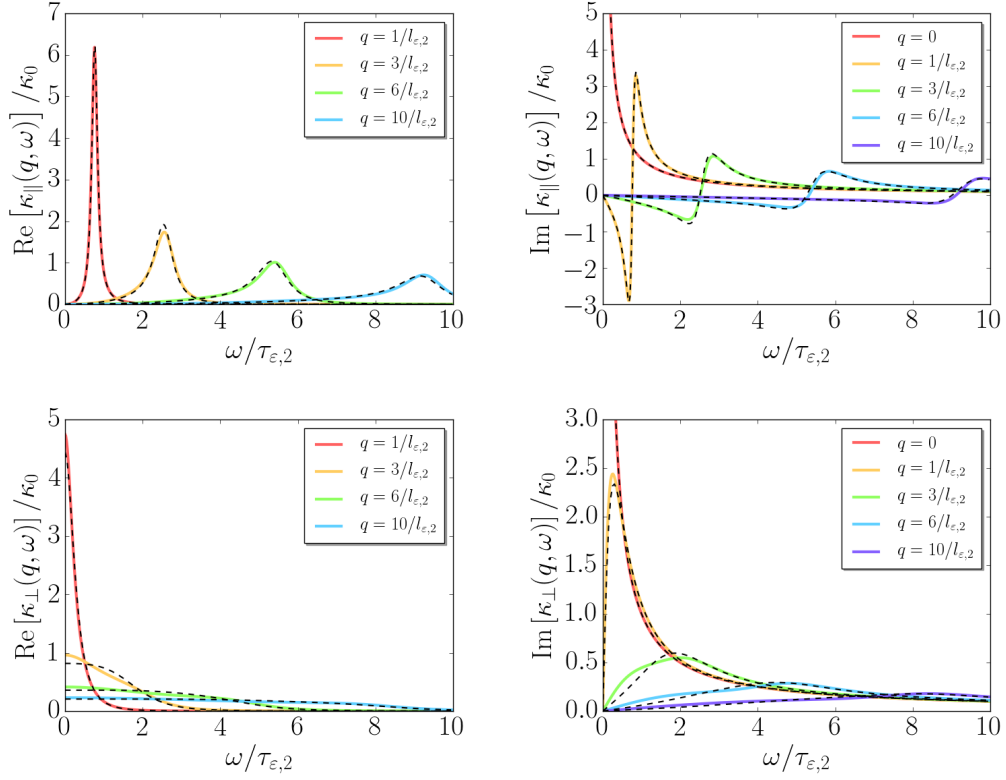 7
6
5
4
3
2
1
0
Re [κ∥(q, ω)] /κ₀
0 2 4 6 8 10
ω/τε,2
q = 1/lε,2
q = 3/lε,2
q = 6/lε,2
q = 10/lε,2
5
4
3
2
1
0
−1
−2
−3
Im [κ∥(q, ω)] /κ₀
0 2 4 6 8 10
ω/τε,2
q = 0
q = 1/lε,2
q = 3/lε,2
q = 6/lε,2
q = 10/lε,2
5
4
3
2
1
0
Re [κ⊥(q, ω)] /κ₀
0 2 4 6 8 10
ω/τε,2
q = 1/lε,2
q = 3/lε,2
q = 6/lε,2
q = 10/lε,2
3.0
2.5
2.0
1.5
1.0
0.5
0.0
Im [κ⊥(q, ω)] /κ₀
0 2 4 6 8 10
ω/τε,2
q = 0
q = 1/lε,2
q = 3/lε,2
q = 6/lε,2
q = 10/lε,2